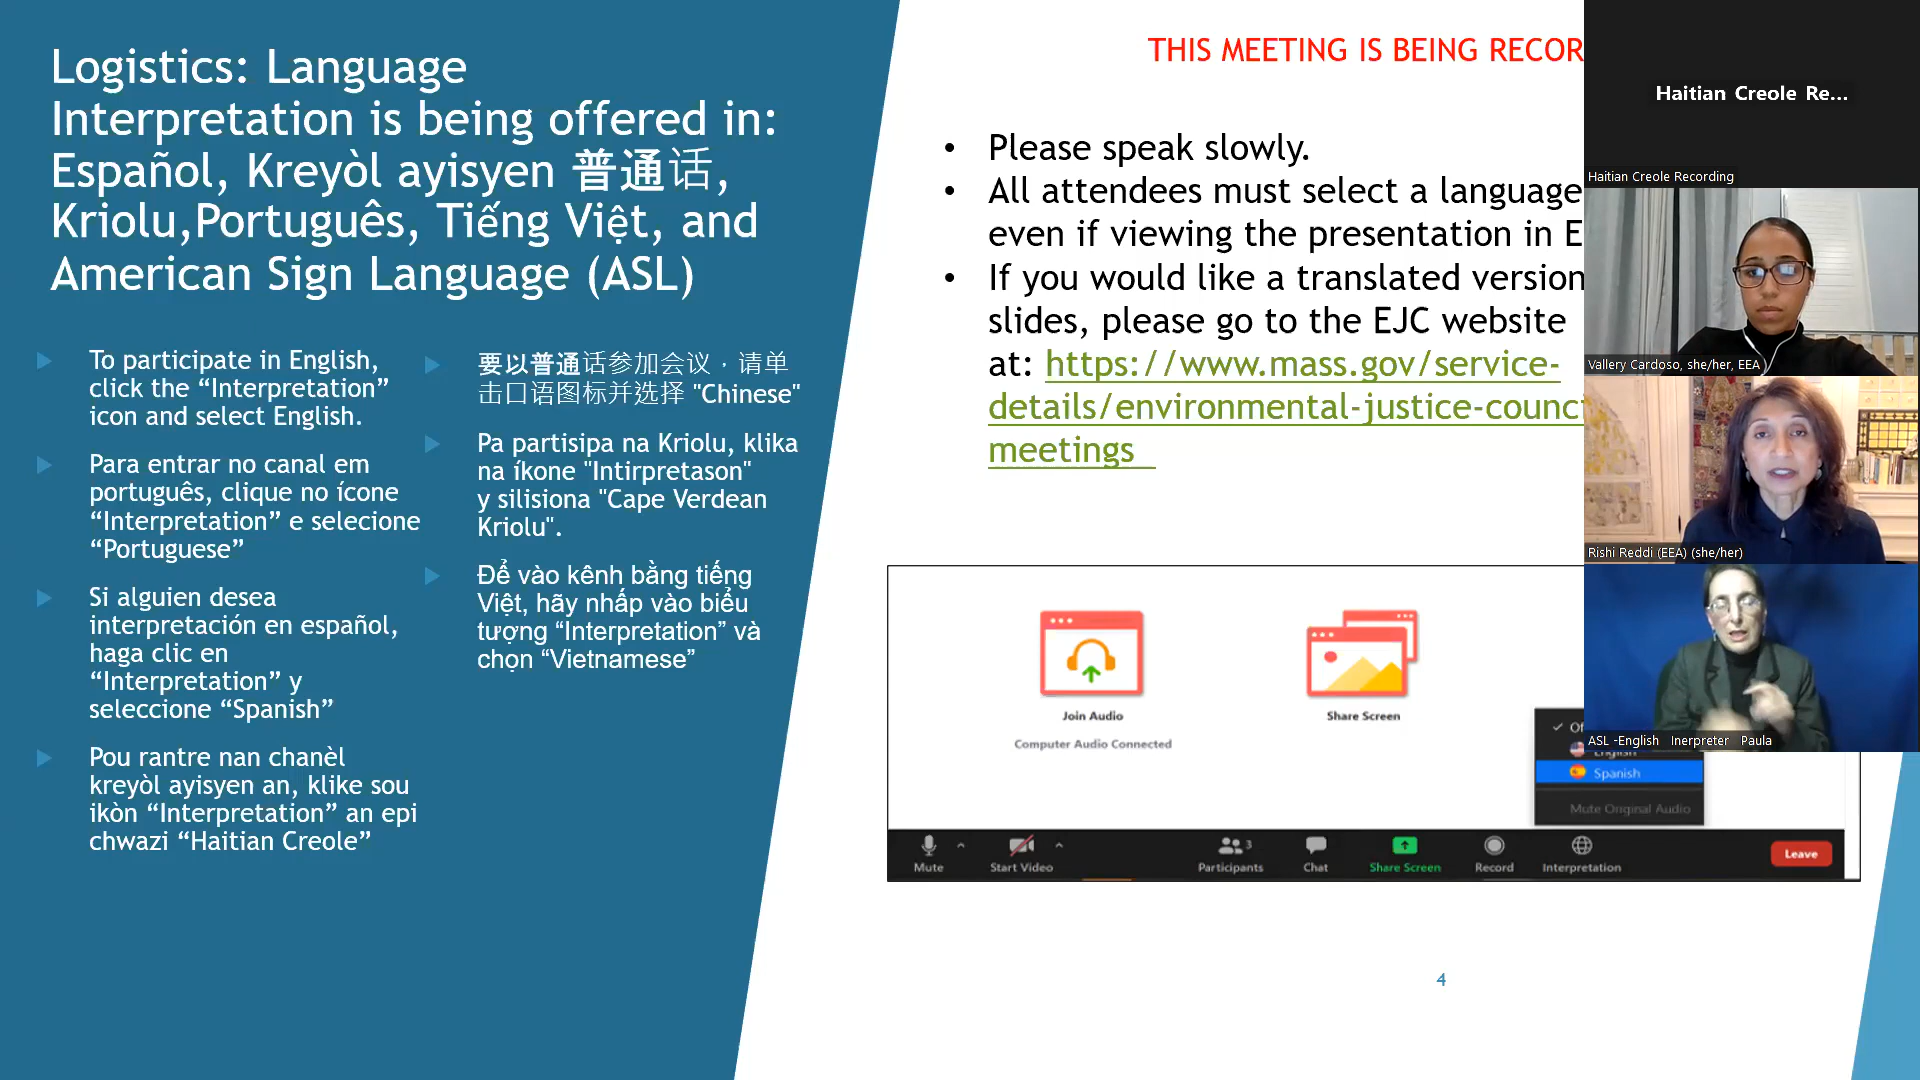 Logistics: Language
Interpretation is being offered in:
Español, Kreyòl ayisyen 普通话,
Kriolu,Português, Tiếng Việt, and
American Sign Language (ASL)
To participate in English,
click the “Interpretation”
icon and select English.
Para entrar no canal em
português, clique no ícone
“Interpretation” e selecione
“Portuguese”
Si alguien desea
interpretación en español,
haga clic en
“Interpretation” y
seleccione “Spanish”
Pou rantre nan chanèl
kreyòl ayisyen an, klike sou
ikòn “Interpretation” an epi
chwazi “Haitian Creole”
要以普通话参加会议，请单
击口语图标并選择 "Chinese"
Pa partisipa na Kriolu, klika
na íkone "Intirpretason"
y silisiona "Cape Verdean
Kriolu".
Để vào kênh bằng tiếng
Việt, hãy nhấp vào biểu
tượng “Interpretation” và
chọn “Vietnamese”
THIS MEETING IS BEING RECOR
• Please speak slowly.
• All attendees must select a language
even if viewing the presentation in E
• If you would like a translated version
slides, please go to the EJC website
at: https://www.mass.gov/service-
details/environmental-justice-counc
meetings
Join Audio
Computer Audio Connected
Share Screen
English
Spanish
Mute Original Audio
Mute
Start Video
Participants
3
Chat
Share Screen
Record
Interpretation
Leave
4
Haitian Creole Re...
Haitian Creole Recording
Vallery Cardoso, she/her, EEA
Rishi Reddi (EEA) (she/her)
ASL -English Inerpreter Paula